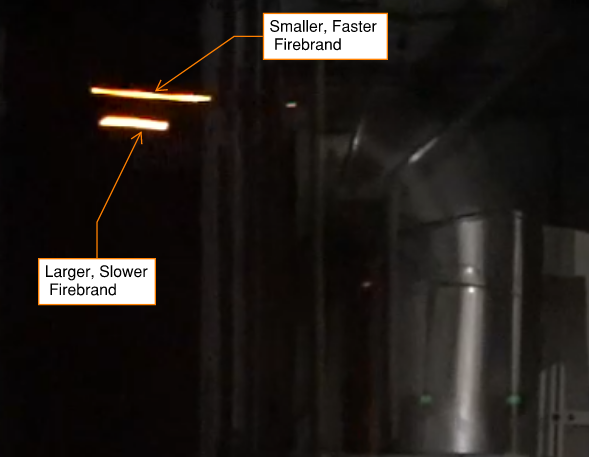 Smaller, Faster
Firebrand
Larger, Slower
Firebrand